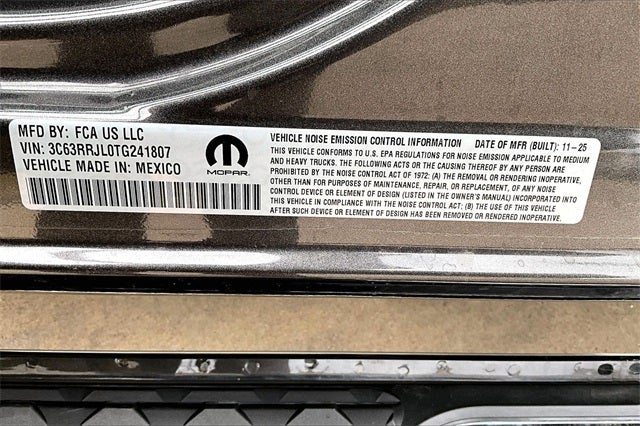 MFD BY: FCA US LLC
VIN: 3C63RRJL0TG241807
VEHICLE MADE IN: MEXICO
MOPAR
VEHICLE NOISE EMISSION CONTROL INFORMATION DATE OF MFR (BUILT): 11-25
THIS VEHICLE CONFORMS TO U.S. EPA REGULATIONS FOR NOISE EMISSION APPLICABLE TO MEDIUM
AND HEAVY TRUCKS. THE FOLLOWING ACTS OR THE CAUSING THEREOF BY ANY PERSON ARE
PROHIBITED BY THE NOISE CONTROL ACT OF 1972: (A) THE REMOVAL OR RENDERING INOPERATIVE,
OTHER THAN FOR PURPOSES OF MAINTENANCE, REPAIR, OR REPLACEMENT, OF ANY NOISE
CONTROL DEVICE OR ELEMENT OF DESIGN (LISTED IN THE OWNER'S MANUAL) INCORPORATED INTO
THIS VEHICLE IN COMPLIANCE WITH THE NOISE CONTROL ACT; (B) THE USE OF THIS VEHICLE
AFTER SUCH DEVICE OR ELEMENT OF DESIGN HAS BEEN REMOVED OR RENDERED INOPERATIVE.